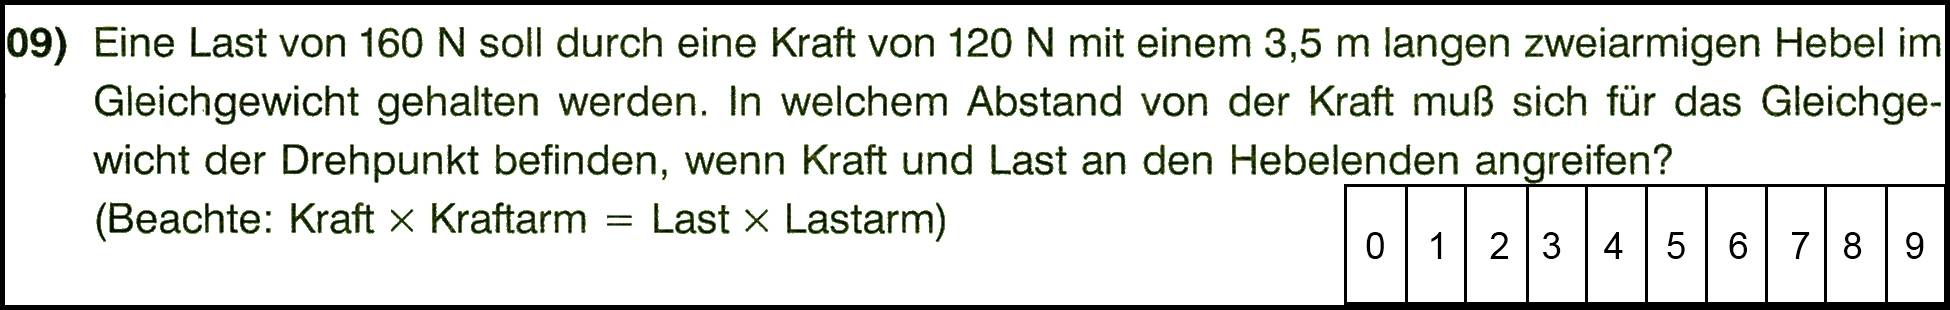 09) Eine Last von 160 N soll durch eine Kraft von 120 N mit einem 3,5 m langen zweiarmigen Hebel im
Gleichgewicht gehalten werden. In welchem Abstand von der Kraft muß sich für das Gleichge-
wicht der Drehpunkt befinden, wenn Kraft und Last an den Hebelenden angreifen?
(Beachte: Kraft × Kraftarm = Last × Lastarm)
0 1 2 3 4 5 6 7 8 9